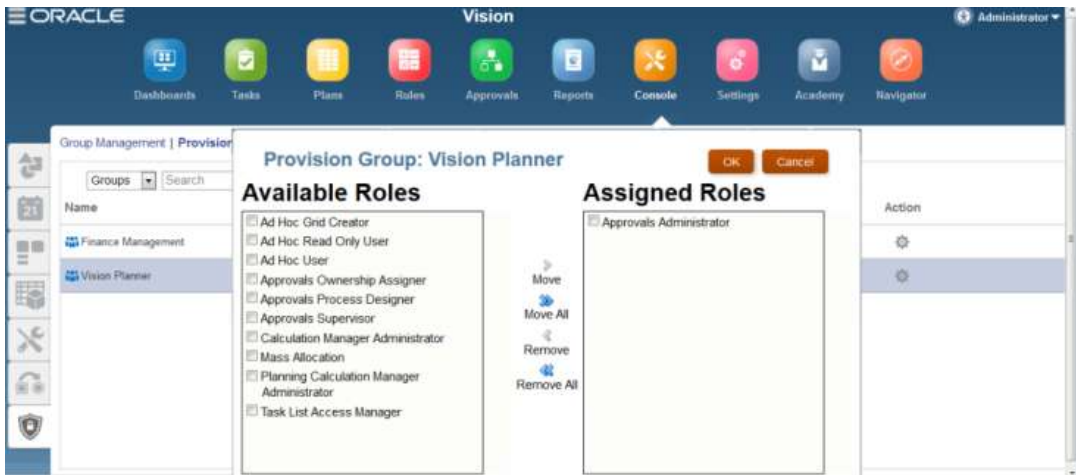 ORACLE
Vision
Administrator
Dashboards Tasks Plans Rules Approvals Reports Console Settings Academy Navigator
Group Management | Provision
Provision Group: Vision Planner
OK Cancel
Groups Search
Available Roles
Assigned Roles
Name
Action
21
Finance Management
Vision Planner
Ad Hoc Grid Creator
Ad Hoc Read Only User
Ad Hoc User
Approvals Ownership Assigner
Approvals Process Designer
Approvals Supervisor
Calculation Manager Administrator
Mass Allocation
Planning Calculation Manager
Administrator
Task List Access Manager
Move
Move All
Remove
Remove All
Approvals Administrator